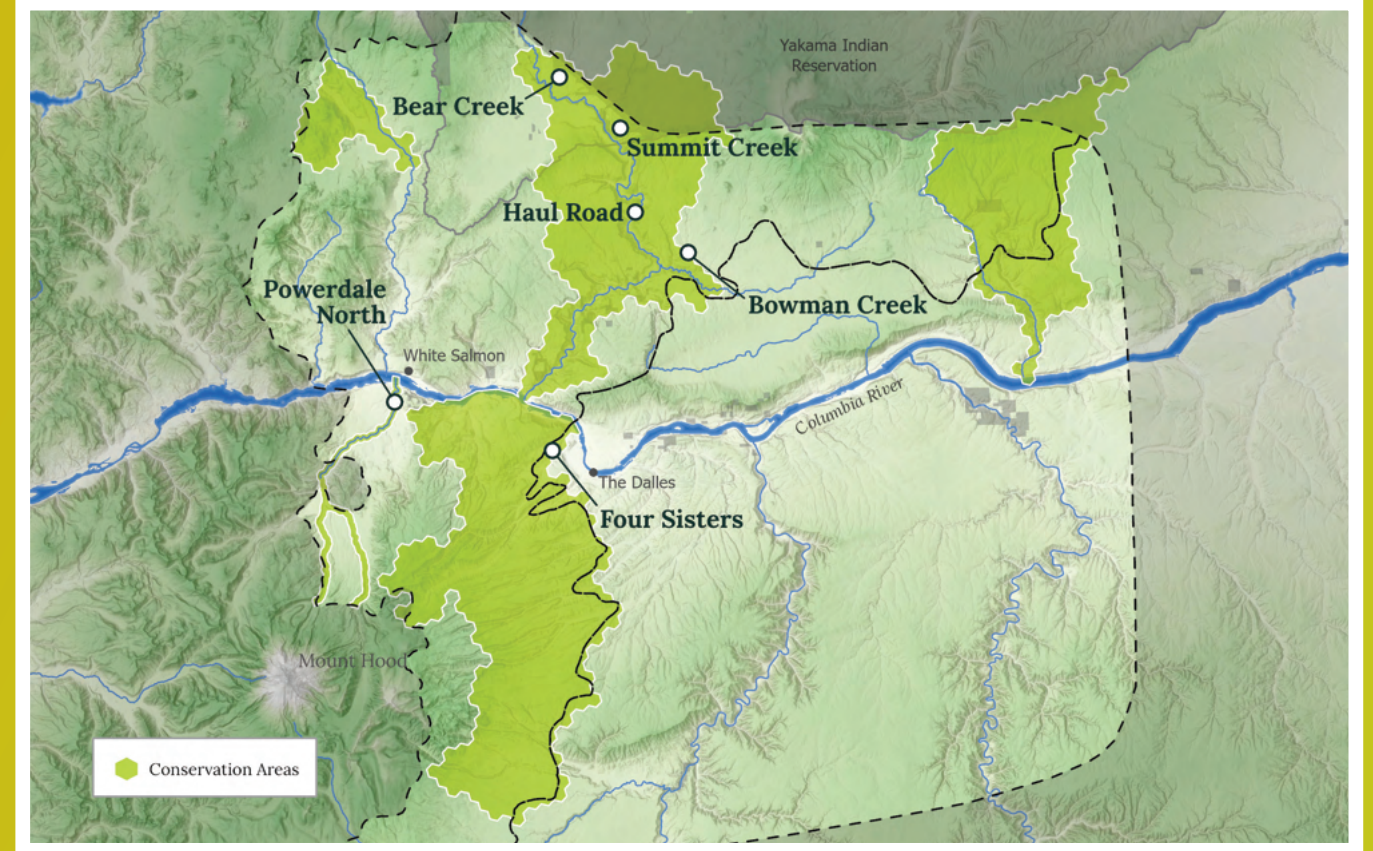 Yakama Indian
Reservation
Bear Creek
Summit Creek
Haul Road
Bowman Creek
Powerdale
North
White Salmon
Columbia River
The Dalles
Four Sisters
Mount Hood
Conservation Areas